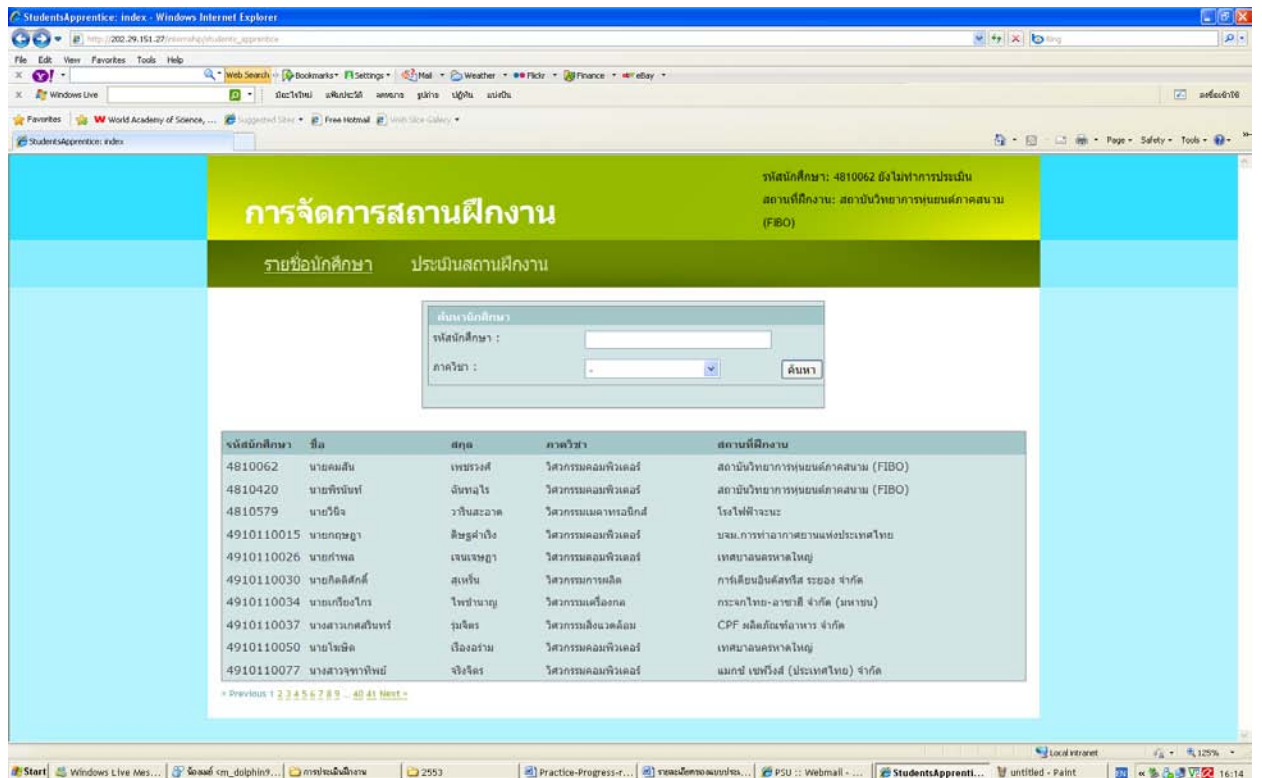 StudentsApprentice: index - Windows Internet Explorer
http://202.29.151.27/internship/students_apprentice
Bing
File Edit View Favorites Tools Help
Web Search Bookmarks Settings Mail Weather Flickr Finance eBay
Windows Live
Favorites World Academy of Science, ... Suggested Sites Free Hotmail Web Slice Gallery
StudentsApprentice: index
Page Safety Tools
รหัสนักศึกษา: 4810062 ยังไม่ทำการประเมิน
สถานที่ฝึกงาน: สถาบันวิทยาการหุ่นยนต์ภาคสนาม
(FIBO)
การจัดการสถานฝึกงาน
รายชื่อนักศึกษา ประเมินสถานฝึกงาน
ค้นหานักศึกษา
รหัสนักศึกษา :
ภาควิชา : - ค้นหา
รหัสนักศึกษา ชื่อ สกุล ภาควิชา สถานที่ฝึกงาน
4810062 นายคมสัน เพชรวงศ์ วิศวกรรมคอมพิวเตอร์ สถาบันวิทยาการหุ่นยนต์ภาคสนาม (FIBO)
4810420 นายพิรนันท์ วิศวกรรมคอมพิวเตอร์ สถาบันวิทยาการหุ่นยนต์ภาคสนาม (FIBO)
4810579 นายวินิจ วารินสะอาด วิศวกรรมเมคาทรอนิกส์ โรงไฟฟ้าจะนะ
4910110015 นายกฤษฎา ดิษฐคำเริง วิศวกรรมคอมพิวเตอร์ บจม.การท่าอากาศยานแห่งประเทศไทย
4910110026 นายกำพล เจนเจษฎา วิศวกรรมคอมพิวเตอร์ เทศบาลนครหาดใหญ่
4910110030 นายกิตติศักดิ์ สุเหร็น วิศวกรรมการผลิต การ์เดียนอินดัสทรีส ระยอง จำกัด
4910110034 นายเกรียงไกร ไพชำนาญ วิศวกรรมเครื่องกล กระจกไทย-อาซาฮี จำกัด (มหาชน)
4910110037 นางสาวเกศสรินทร์ รุ่มจิตร วิศวกรรมสิ่งแวดล้อม CPF ผลิตภัณฑ์อาหาร จำกัด
4910110050 นายโฆษิต เรืองอร่าม วิศวกรรมคอมพิวเตอร์ เทศบาลนครหาดใหญ่
4910110077 นางสาวจุฑาทิพย์ จริงจิตร วิศวกรรมคอมพิวเตอร์ แมกซ์ เซฟวิ่งส์ (ประเทศไทย) จำกัด
« Previous 1 2 3 4 5 6 7 8 9 ... 40 41 Next »
Local intranet 125%
Start Windows Live Mes... cm_dolphin9... การประเมินฝึกงาน 2553 Practice-Progress-r... PSU :: Webmail - ... StudentsApprenti... untitled - Paint EN 16:14